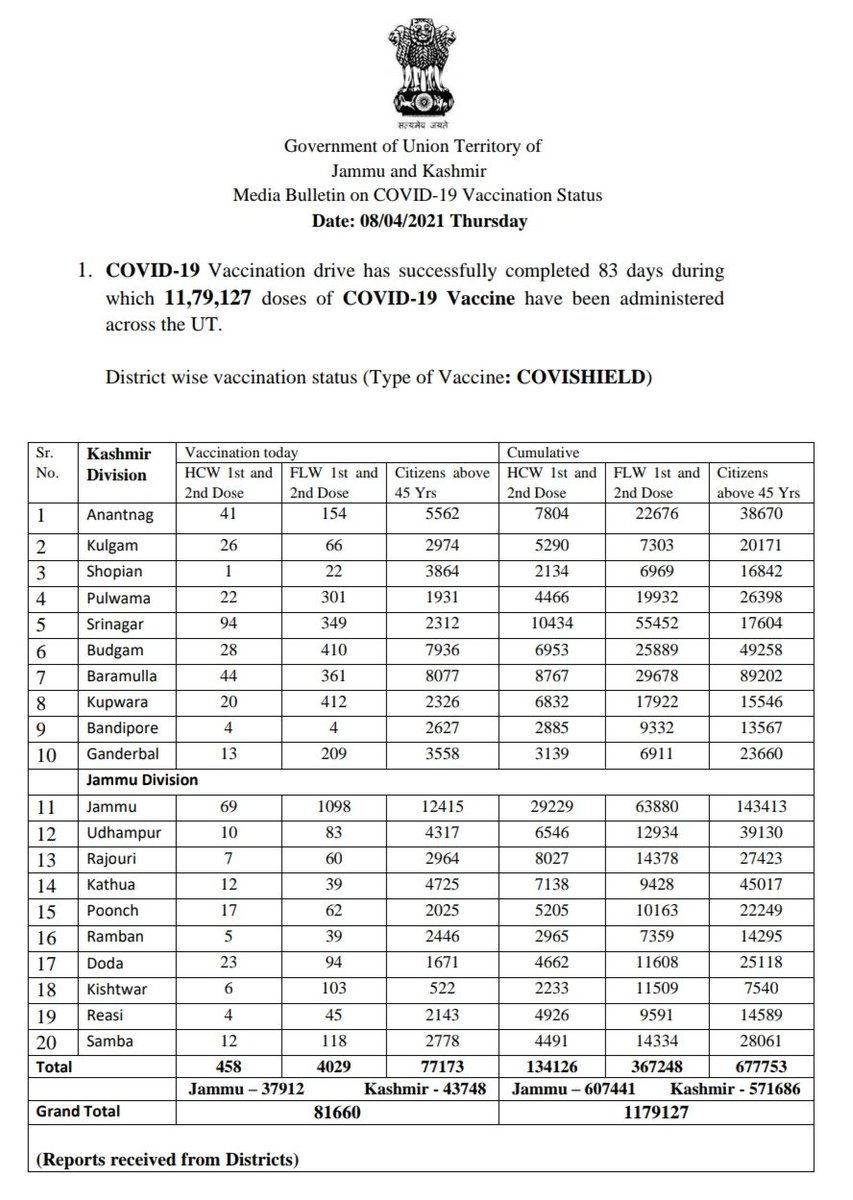 सत्यमेव जयते
Government of Union Territory of
Jammu and Kashmir
Media Bulletin on COVID-19 Vaccination Status
Date: 08/04/2021 Thursday
1. COVID-19 Vaccination drive has successfully completed 83 days during
which 11,79,127 doses of COVID-19 Vaccine have been administered
across the UT.
District wise vaccination status (Type of Vaccine: COVISHIELD)
Sr. Kashmir Vaccination today Cumulative
No. Division HCW 1st and FLW 1st and Citizens above HCW 1st and FLW 1st and Citizens
2nd Dose 2nd Dose 45 Yrs 2nd Dose 2nd Dose above 45 Yrs
1 Anantnag 41 154 5562 7804 22676 38670
2 Kulgam 26 66 2974 5290 7303 20171
3 Shopian 1 22 3864 2134 6969 16842
4 Pulwama 22 301 1931 4466 19932 26398
5 Srinagar 94 349 2312 10434 55452 17604
6 Budgam 28 410 7936 6953 25889 49258
7 Baramulla 44 361 8077 8767 29678 89202
8 Kupwara 20 412 2326 6832 17922 15546
9 Bandipore 4 4 2627 2885 9332 13567
10 Ganderbal 13 209 3558 3139 6911 23660
Jammu Division
11 Jammu 69 1098 12415 29229 63880 143413
12 Udhampur 10 83 4317 6546 12934 39130
13 Rajouri 7 60 2964 8027 14378 27423
14 Kathua 12 39 4725 7138 9428 45017
15 Poonch 17 62 2025 5205 10163 22249
16 Ramban 5 39 2446 2965 7359 14295
17 Doda 23 94 1671 4662 11608 25118
18 Kishtwar 6 103 522 2233 11509 7540
19 Reasi 4 45 2143 4926 9591 14589
20 Samba 12 118 2778 4491 14334 28061
Total 458 4029 77173 134126 367248 677753
Jammu – 37912 Kashmir - 43748 Jammu – 607441 Kashmir - 571686
Grand Total 81660 1179127
(Reports received from Districts)